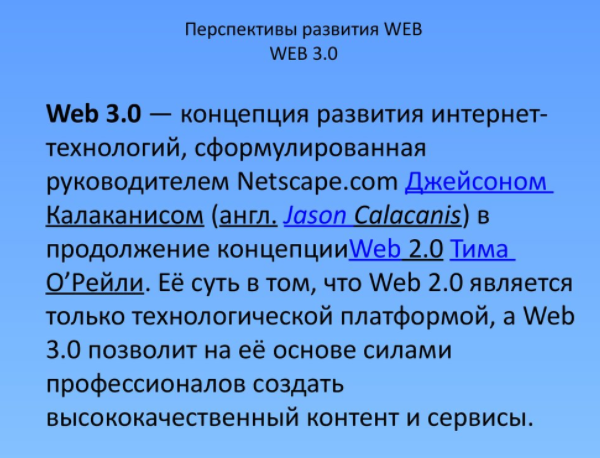 Перспективы развития WEB
WEB 3.0
Web 3.0 — концепция развития интернет-
технологий, сформулированная
руководителем Netscape.com Джейсоном
Калаканисом (англ. Jason Calacanis) в
продолжение концепцииWeb 2.0 Тима
О’Рейли. Её суть в том, что Web 2.0 является
только технологической платформой, а Web
3.0 позволит на её основе силами
профессионалов создать
высококачественный контент и сервисы.